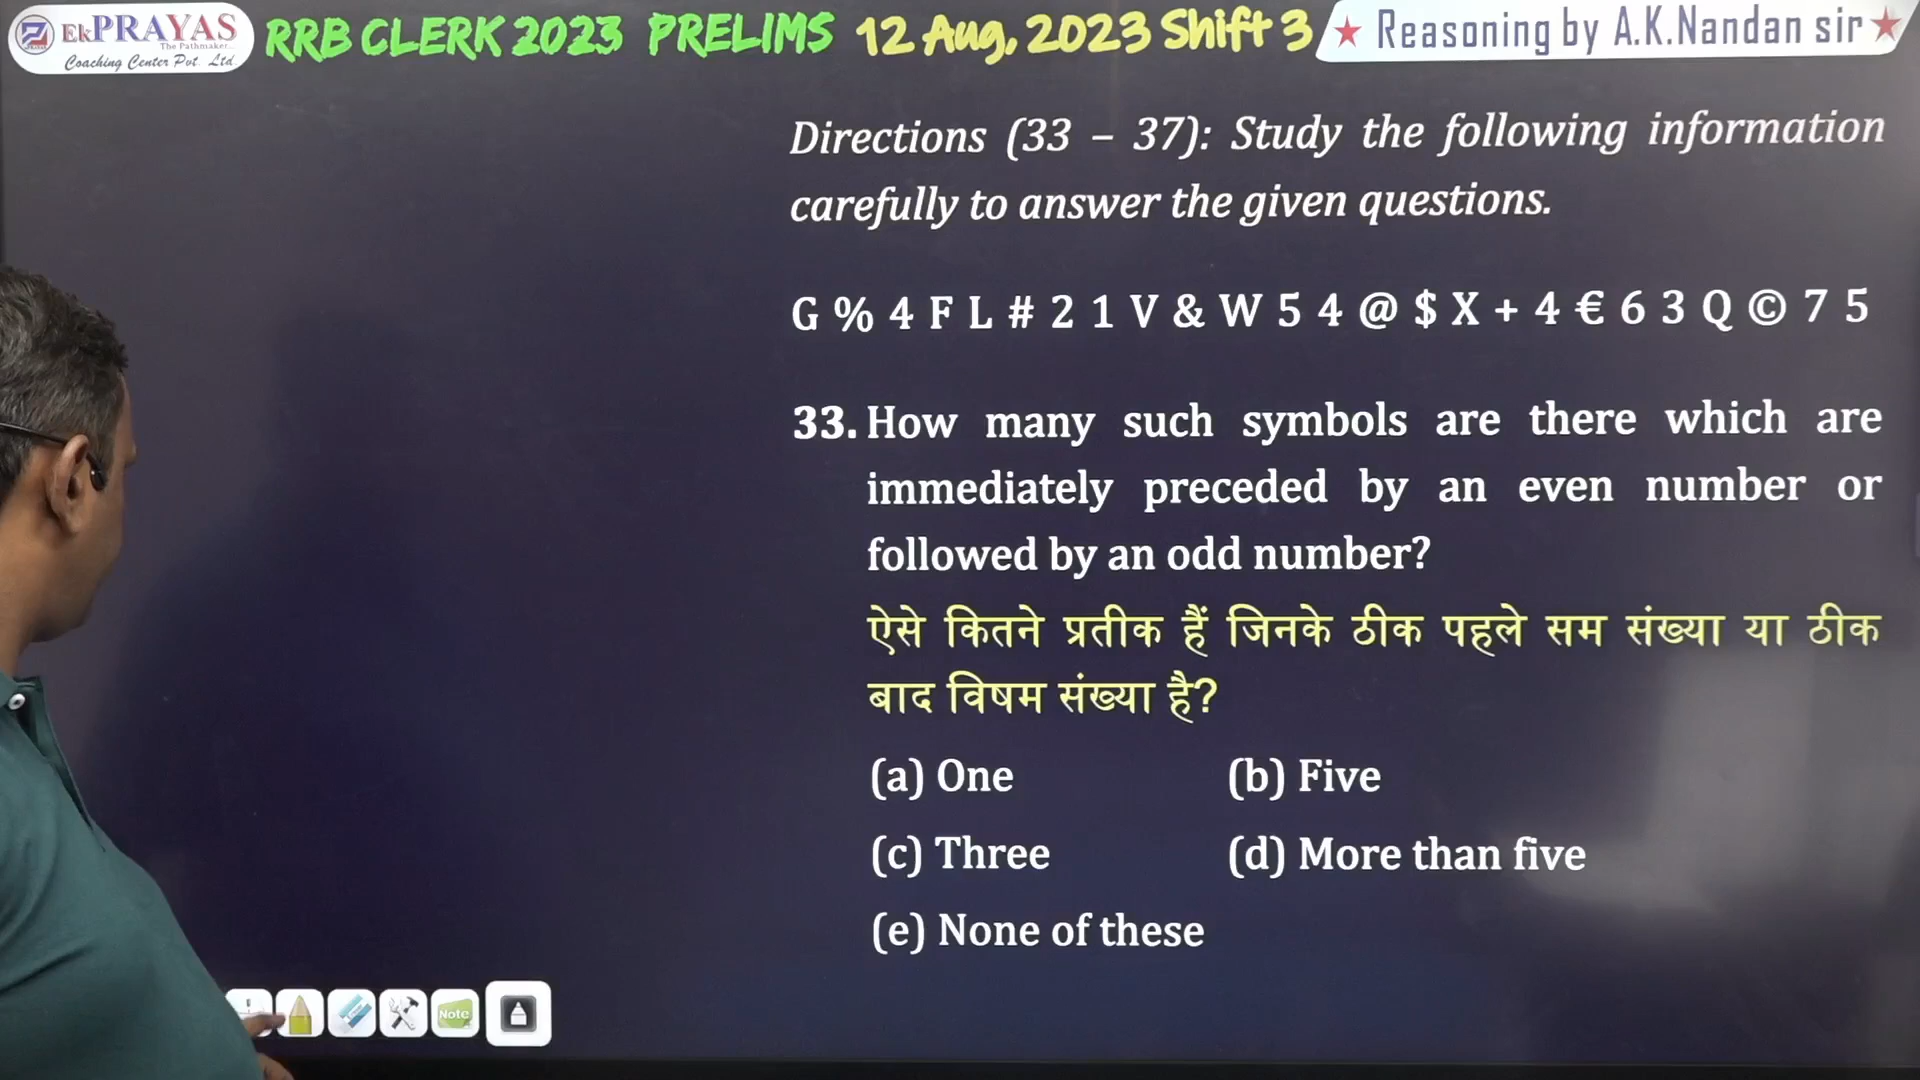 EkPRAYAS
The Pathmaker...
Coaching Center Pvt. Ltd.
RRB CLERK 2023 PRELIMS 12 Aug, 2023 Shift 3
★ Reasoning by A.K.Nandan sir ★
Directions (33 – 37): Study the following information
carefully to answer the given questions.
G % 4 F L # 2 1 V & W 5 4 @ $ X + 4 € 6 3 Q © 7 5
33. How many such symbols are there which are
immediately preceded by an even number or
followed by an odd number?
ऐसे कितने प्रतीक हैं जिनके ठीक पहले सम संख्या या ठीक
बाद विषम संख्या है?
(a) One (b) Five
(c) Three (d) More than five
(e) None of these
Note